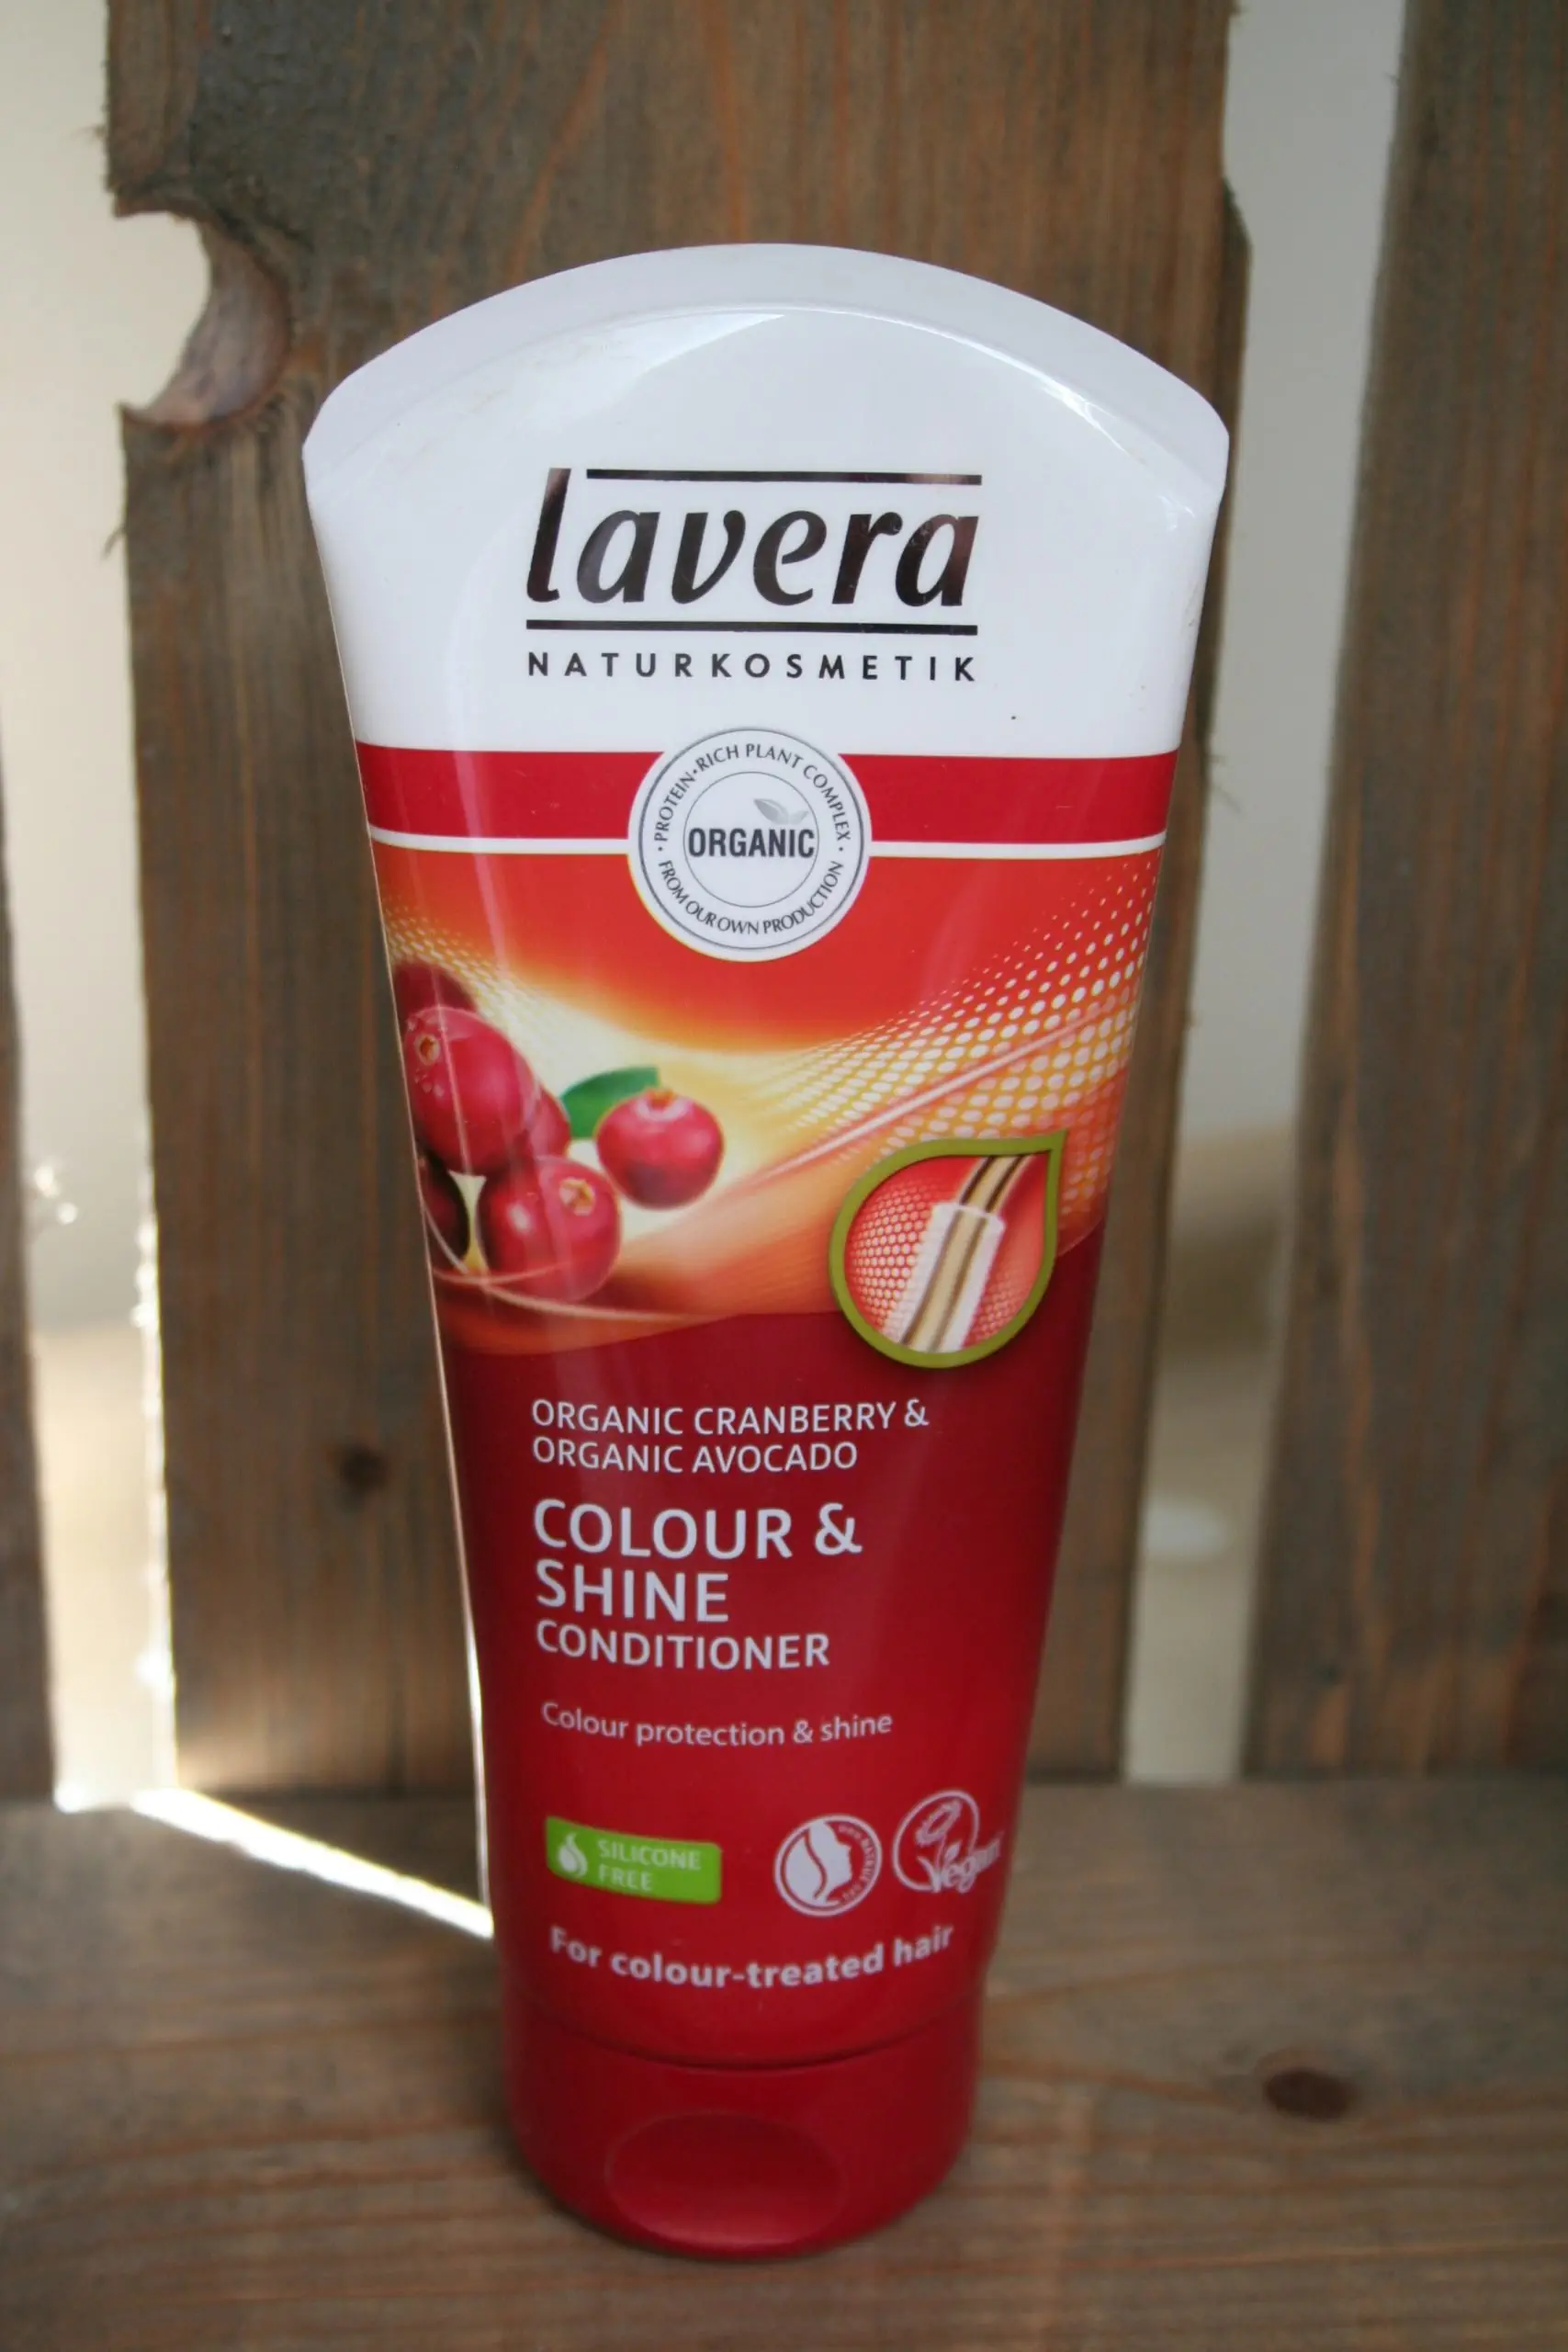 lavera
NATURKOSMETIK
• PROTEIN-RICH PLANT COMPLEX •
FROM OUR OWN PRODUCTION
ORGANIC
ORGANIC CRANBERRY &
ORGANIC AVOCADO
COLOUR &
SHINE
CONDITIONER
Colour protection & shine
SILICONE
FREE
Vegan
For colour-treated hair